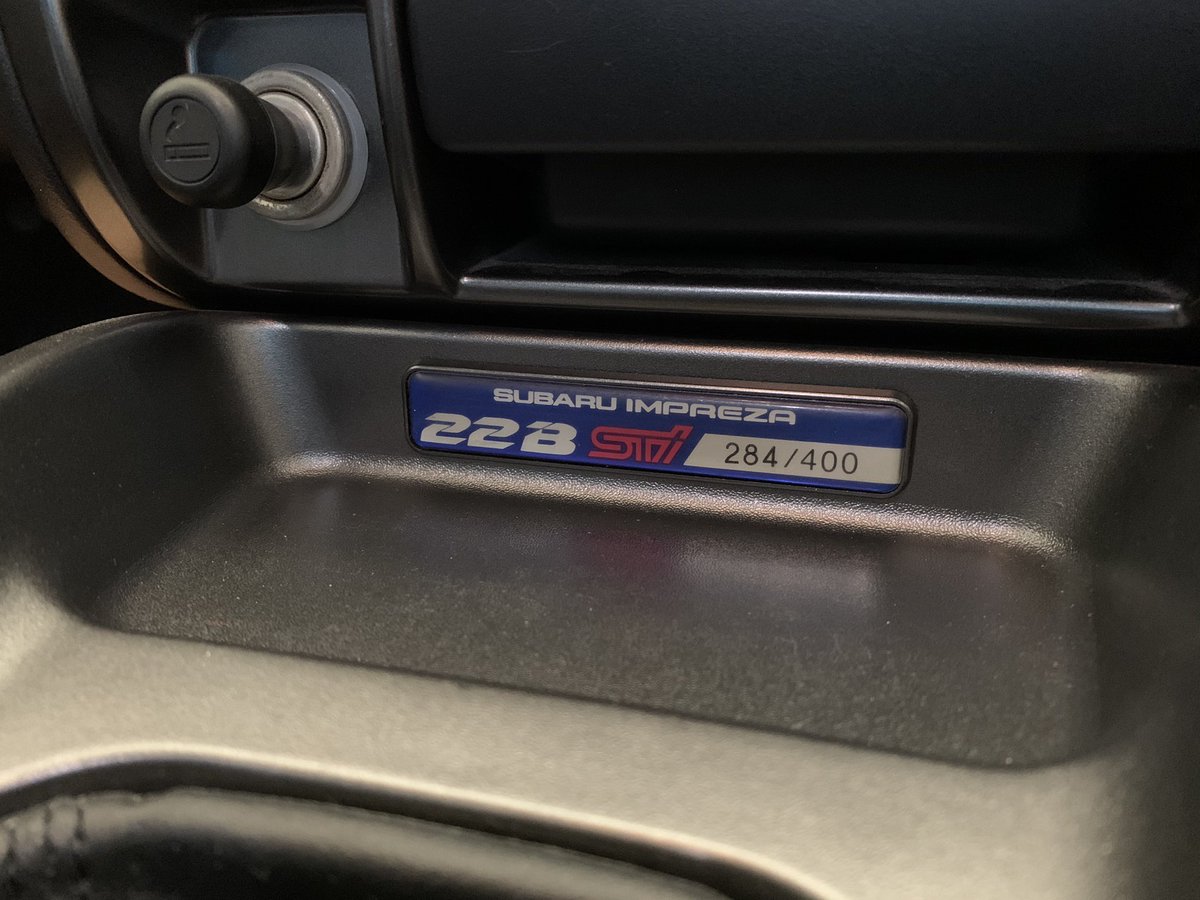 SUBARU IMPREZA
22B STi 284/400